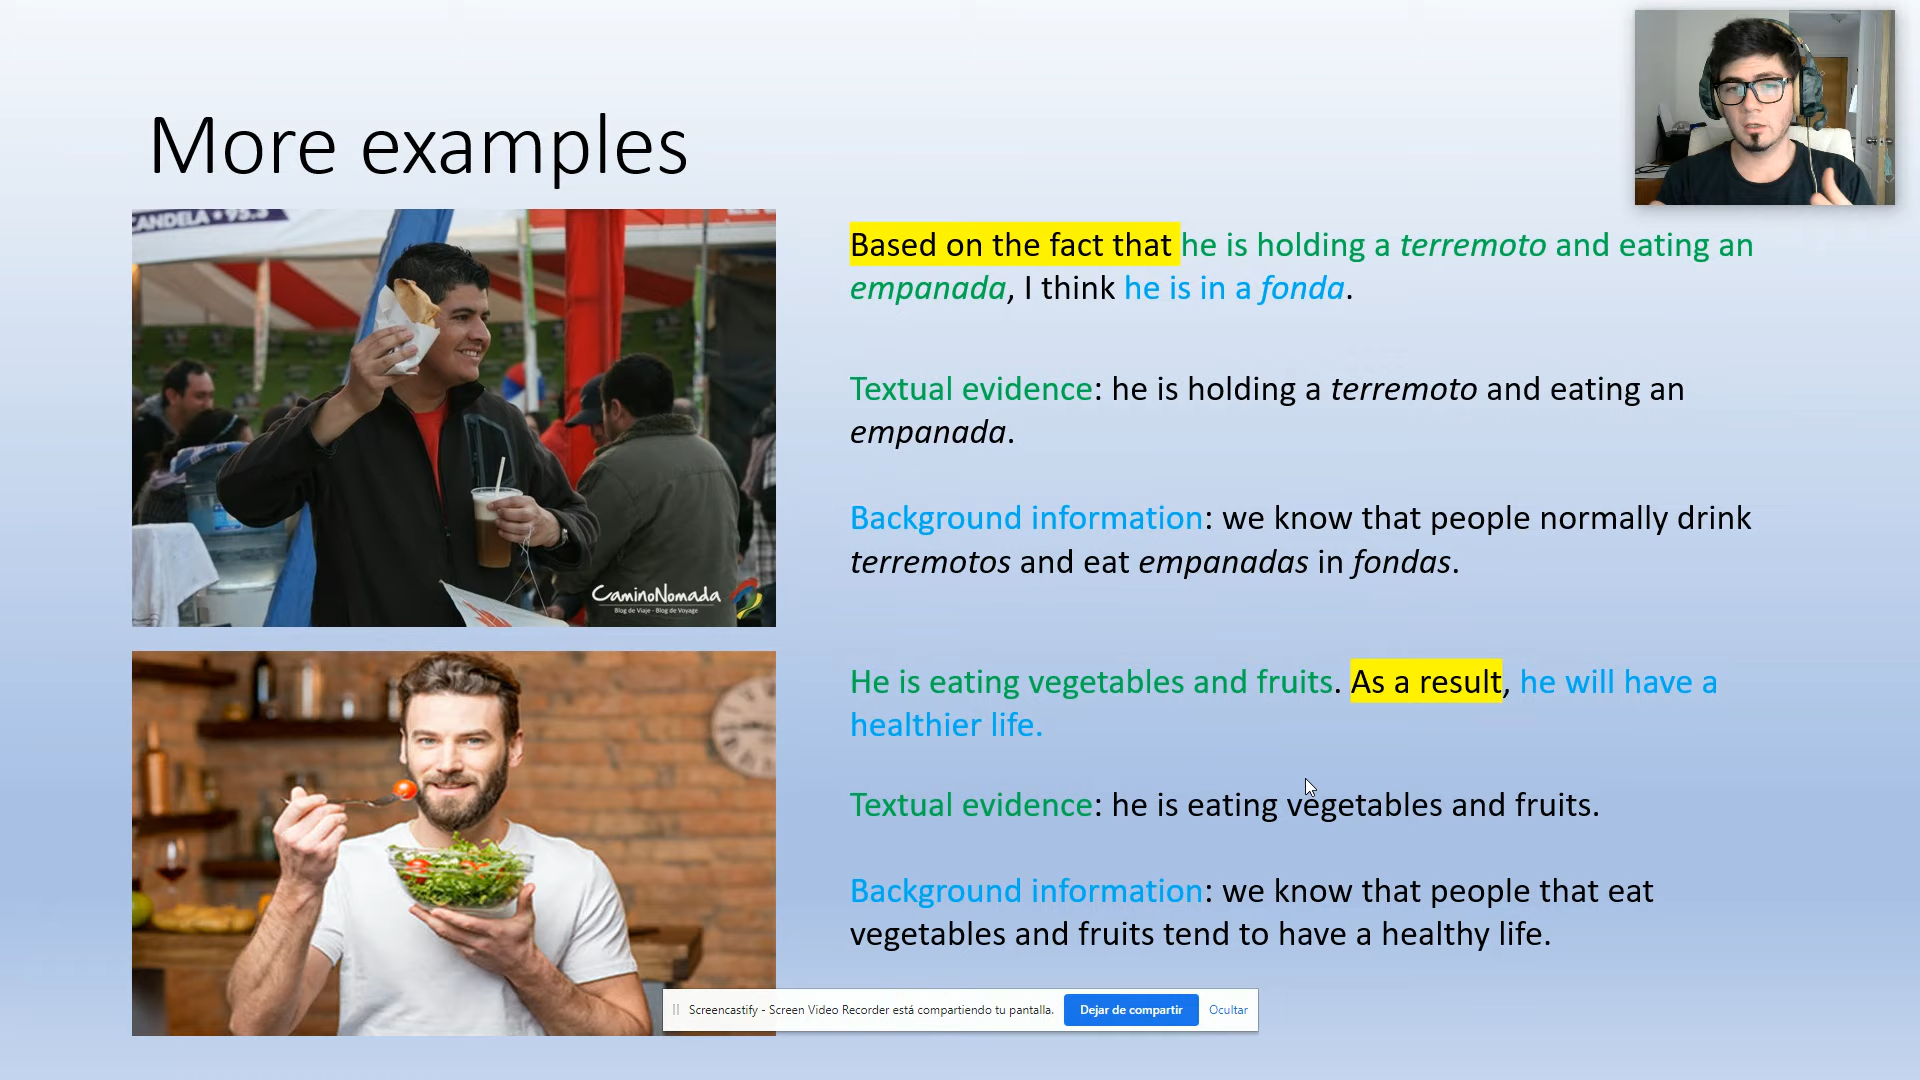 More examples
CANDELA • 93.3
Based on the fact that he is holding a terremoto and eating an
empanada, I think he is in a fonda.
Textual evidence: he is holding a terremoto and eating an
empanada.
Background information: we know that people normally drink
terremotos and eat empanadas in fondas.
CaminoNomada
Blog de Viaje - Blog de Voyage
He is eating vegetables and fruits. As a result, he will have a
healthier life.
Textual evidence: he is eating vegetables and fruits.
Background information: we know that people that eat
vegetables and fruits tend to have a healthy life.
Screencastify - Screen Video Recorder está compartiendo tu pantalla.
Dejar de compartir
Ocultar